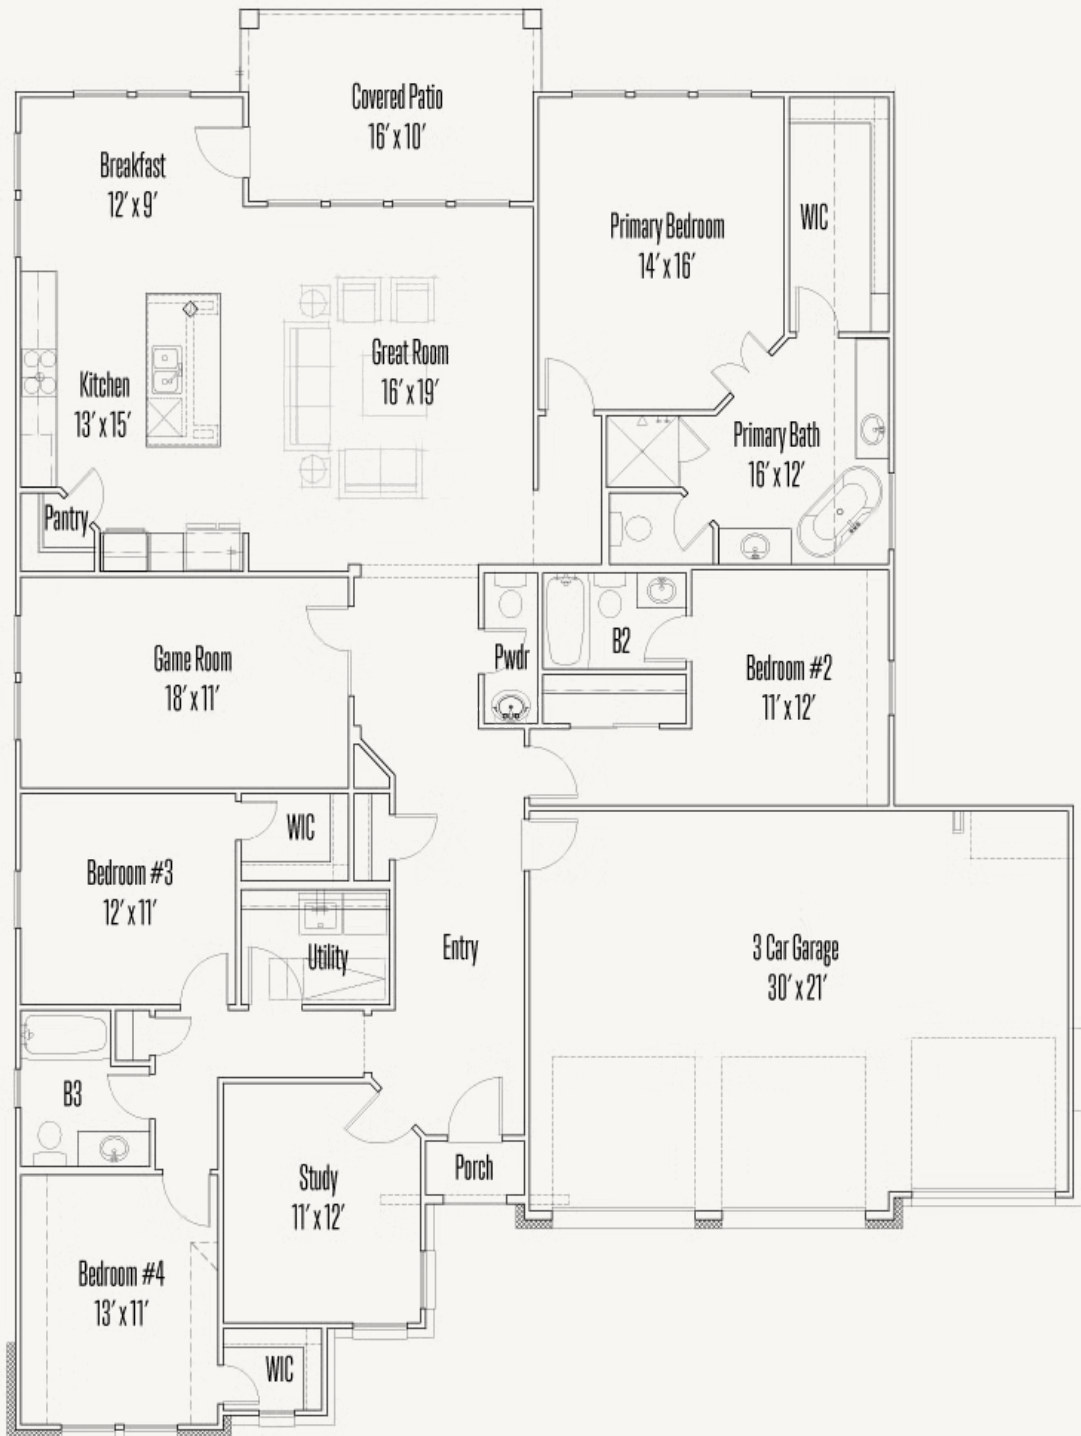 Covered Patio
16' x 10'
Breakfast
12' x 9'
Primary Bedroom
14' x 16'
WIC
Great Room
16' x 19'
Kitchen
13' x 15'
Primary Bath
16' x 12'
Pantry
Game Room
18' x 11'
Pwdr
B2
Bedroom #2
11' x 12'
WIC
Bedroom #3
12' x 11'
Utility
Entry
3 Car Garage
30' x 21'
B3
Study
11' x 12'
Porch
Bedroom #4
13' x 11'
WIC